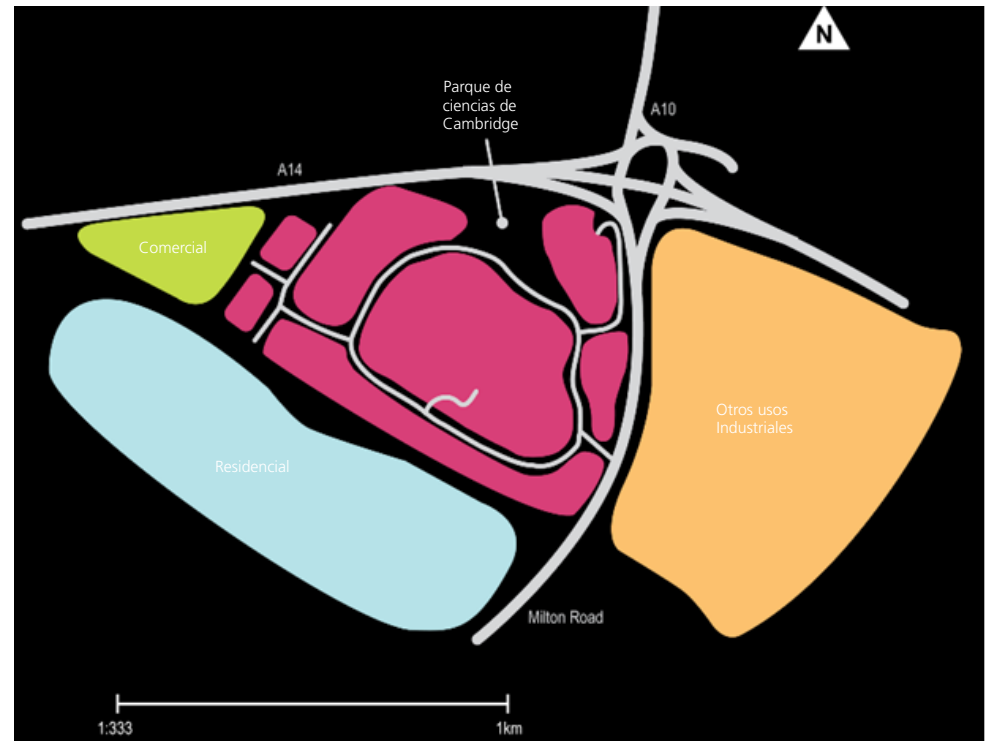 N
Parque de
ciencias de
Cambridge
A10
A14
Comercial
Otros usos
Industriales
Residencial
Milton Road
1:333
1km